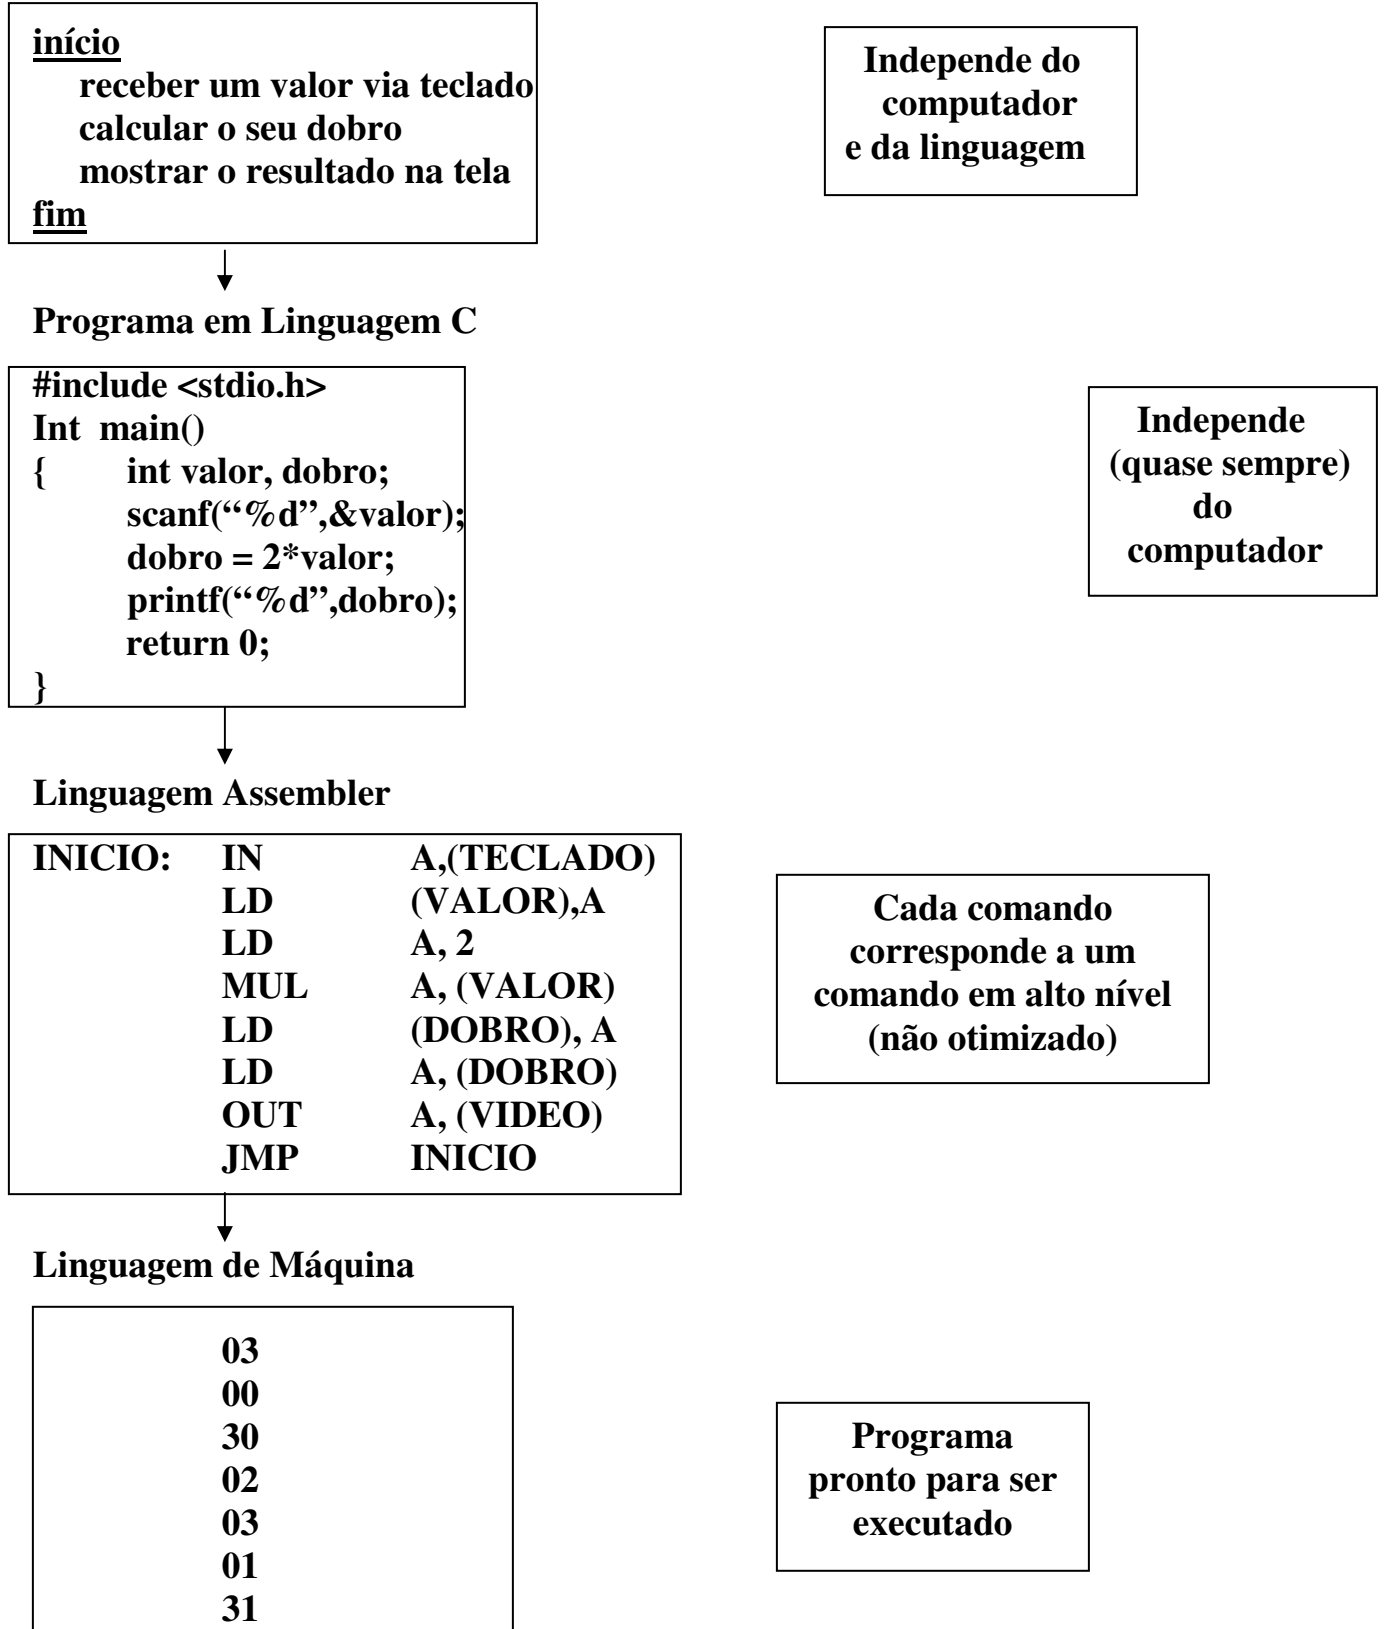 início
receber um valor via teclado
calcular o seu dobro
mostrar o resultado na tela
fim
Independe do
computador
e da linguagem
Programa em Linguagem C
#include <stdio.h>
Int main()
{ int valor, dobro;
scanf(“%d”,&valor);
dobro = 2*valor;
printf(“%d”,dobro);
return 0;
}
Independe
(quase sempre)
do
computador
Linguagem Assembler
INICIO: IN A,(TECLADO)
LD (VALOR),A
LD A, 2
MUL A, (VALOR)
LD (DOBRO), A
LD A, (DOBRO)
OUT A, (VIDEO)
JMP INICIO
Cada comando
corresponde a um
comando em alto nível
(não otimizado)
Linguagem de Máquina
03
00
30
02
03
01
31
Programa
pronto para ser
executado